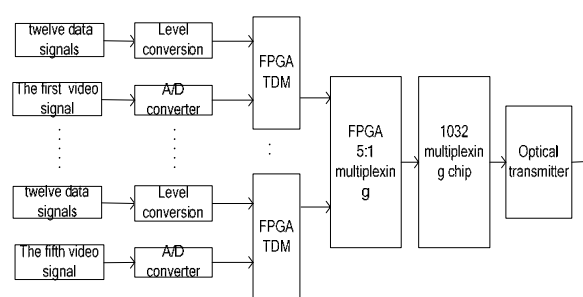 twelve data
signals
Level
conversion
FPGA
TDM
The first video
signal
A/D
converter
FPGA
5:1
multiplexin
g
1032
multiplexin
g chip
Optical
transmitter
twelve data
signals
Level
conversion
FPGA
TDM
The fifth video
signal
A/D
converter